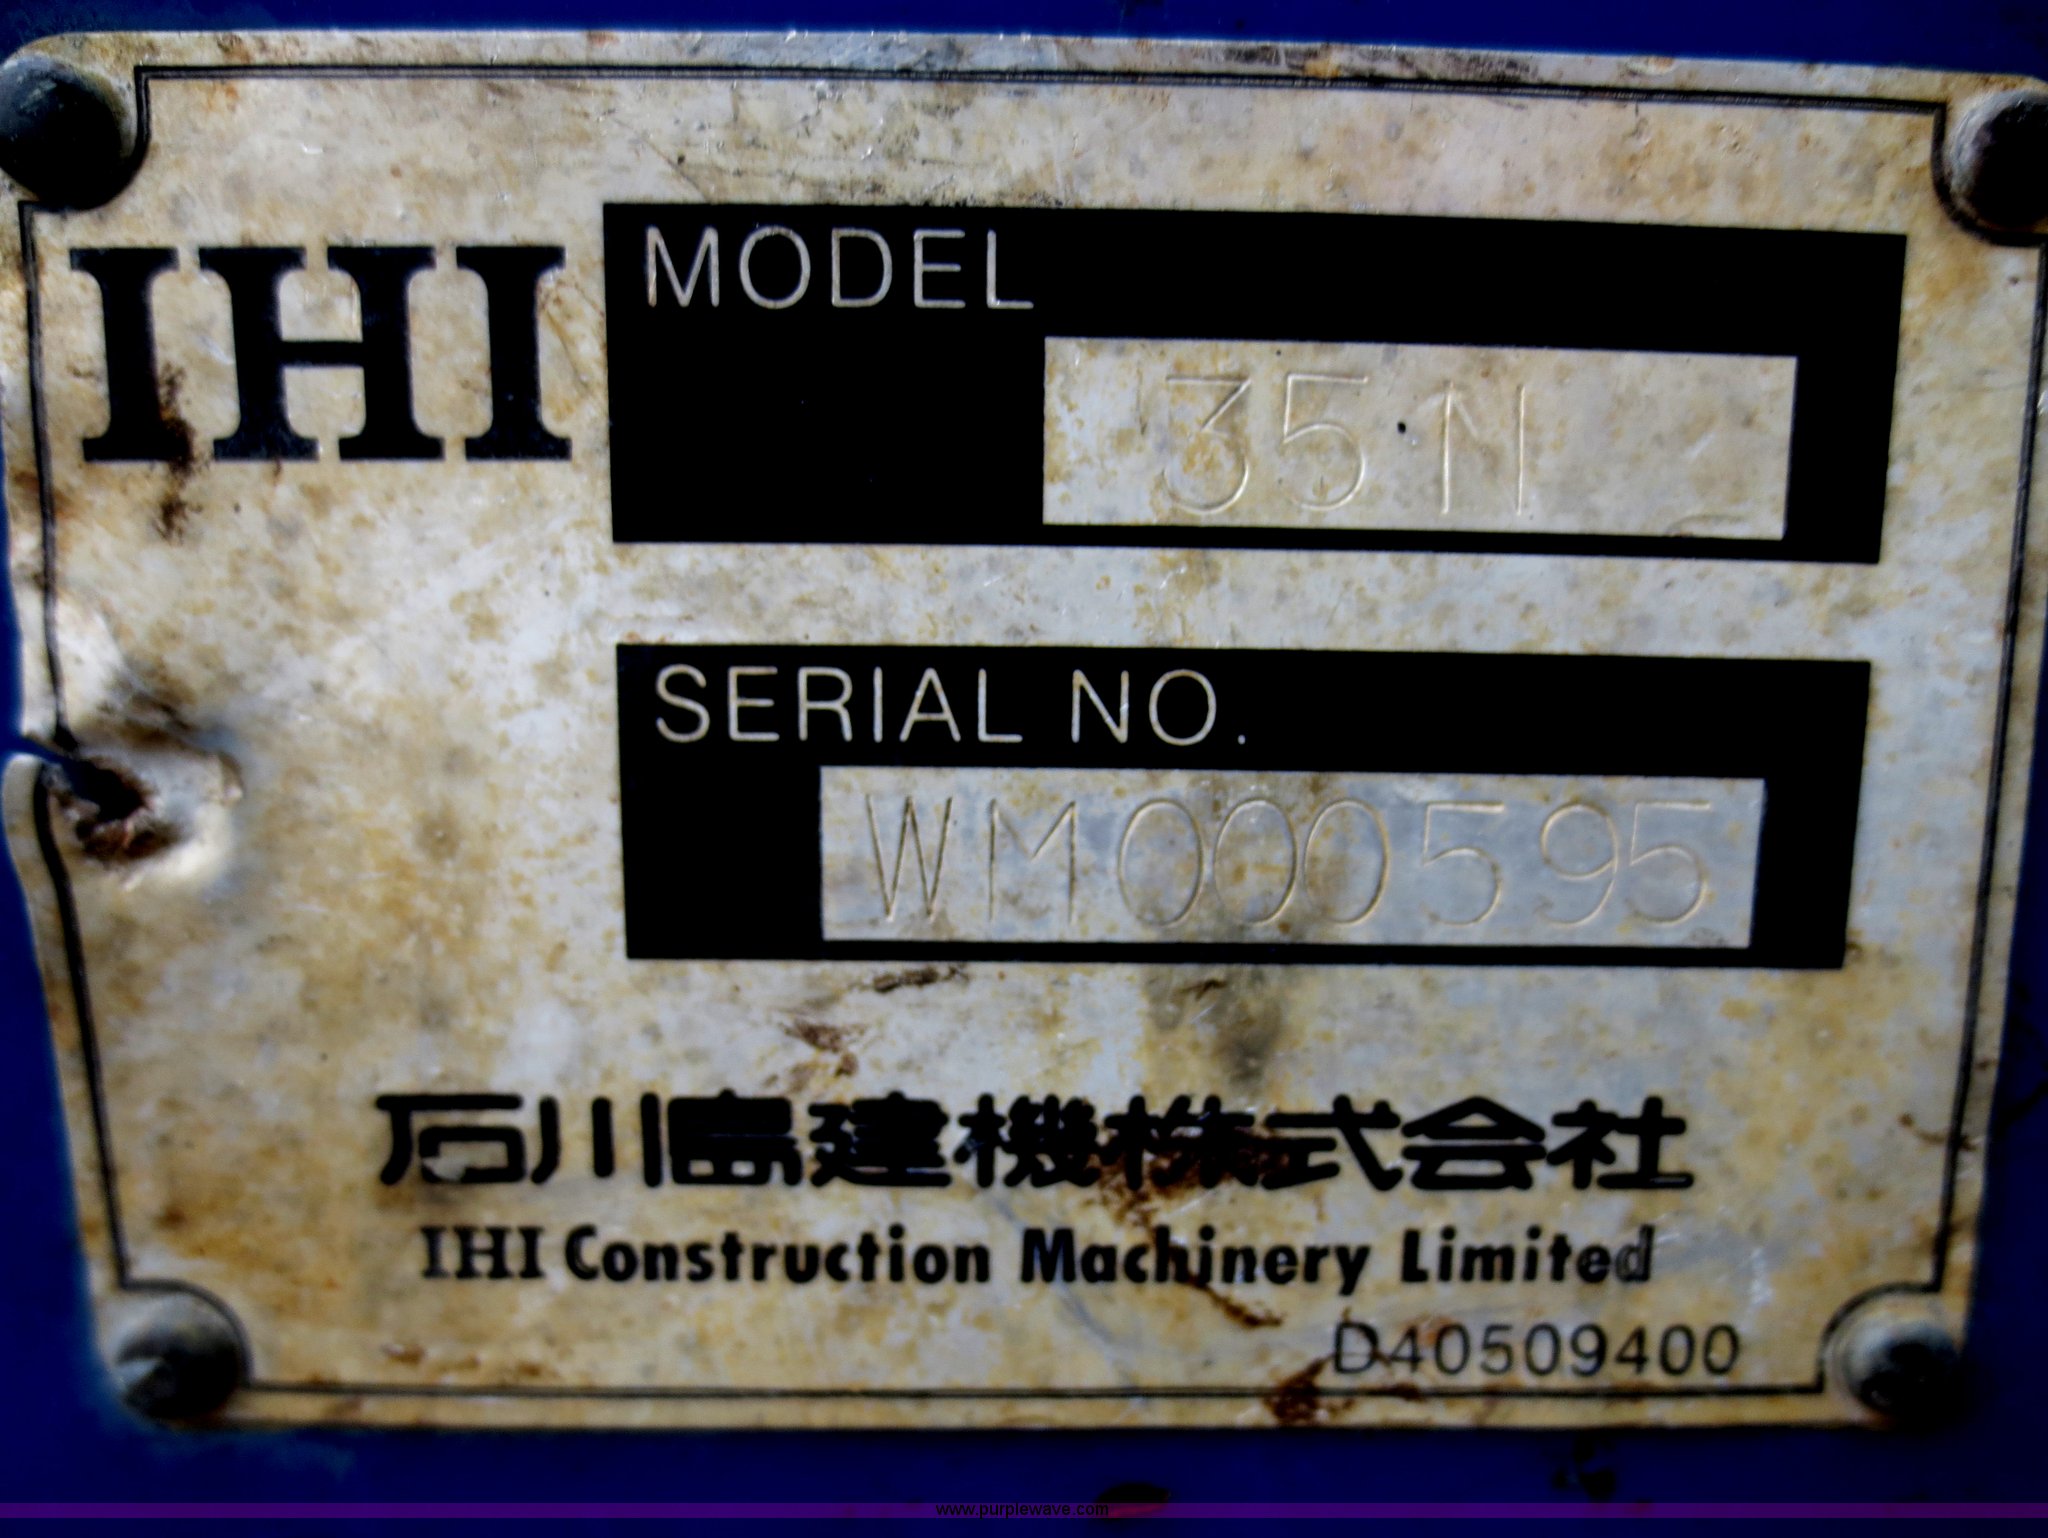 IHI
MODEL
35N
SERIAL NO.
WM000595
石川島建機株式会社
IHI Construction Machinery Limited
D40509400
www.purplewave.com